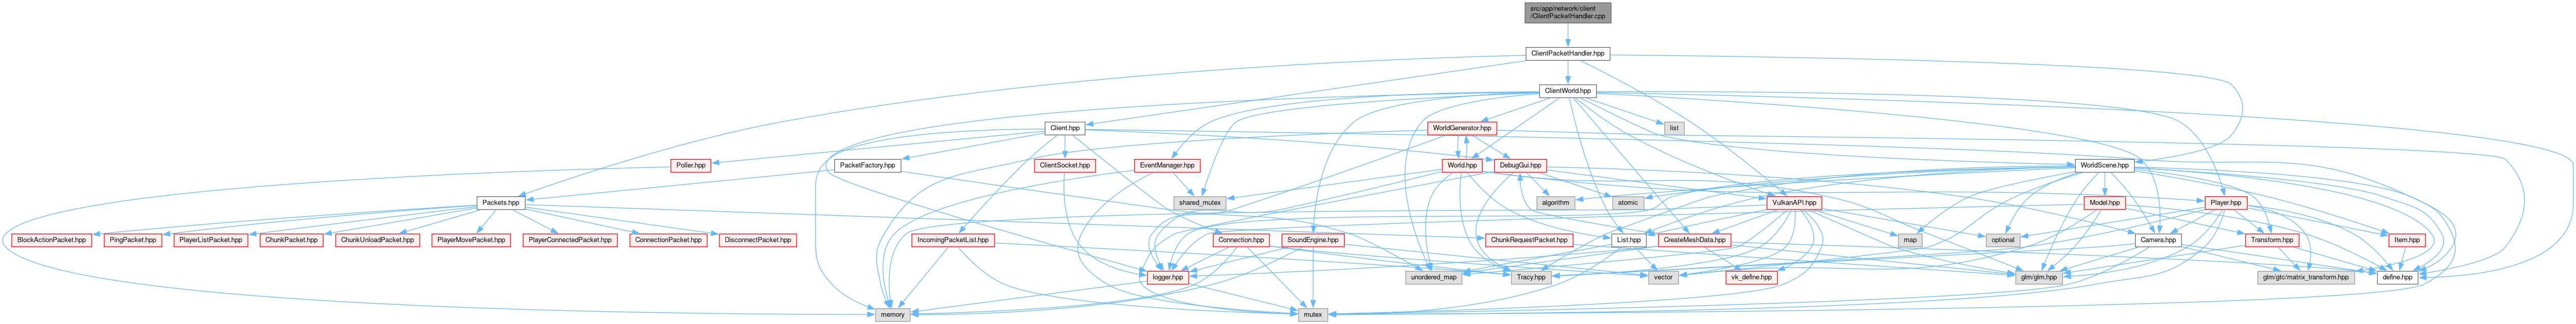 src/app/network/client
/ClientPacketHandler.cpp
ClientPacketHandler.hpp
ClientWorld.hpp
Client.hpp
WorldGenerator.hpp
list
Poller.hpp
PacketFactory.hpp
ClientSocket.hpp
EventManager.hpp
World.hpp
DebugGui.hpp
WorldScene.hpp
Packets.hpp
shared_mutex
algorithm
atomic
VulkanAPI.hpp
Model.hpp
Player.hpp
BlockActionPacket.hpp
PingPacket.hpp
PlayerListPacket.hpp
ChunkPacket.hpp
ChunkUnloadPacket.hpp
PlayerMovePacket.hpp
PlayerConnectedPacket.hpp
ConnectionPacket.hpp
DisconnectPacket.hpp
ChunkRequestPacket.hpp
IncomingPacketList.hpp
Connection.hpp
SoundEngine.hpp
List.hpp
CreateMeshData.hpp
map
optional
Camera.hpp
Transform.hpp
Item.hpp
logger.hpp
unordered_map
Tracy.hpp
vector
vk_define.hpp
glm/glm.hpp
glm/gtc/matrix_transform.hpp
define.hpp
memory
mutex